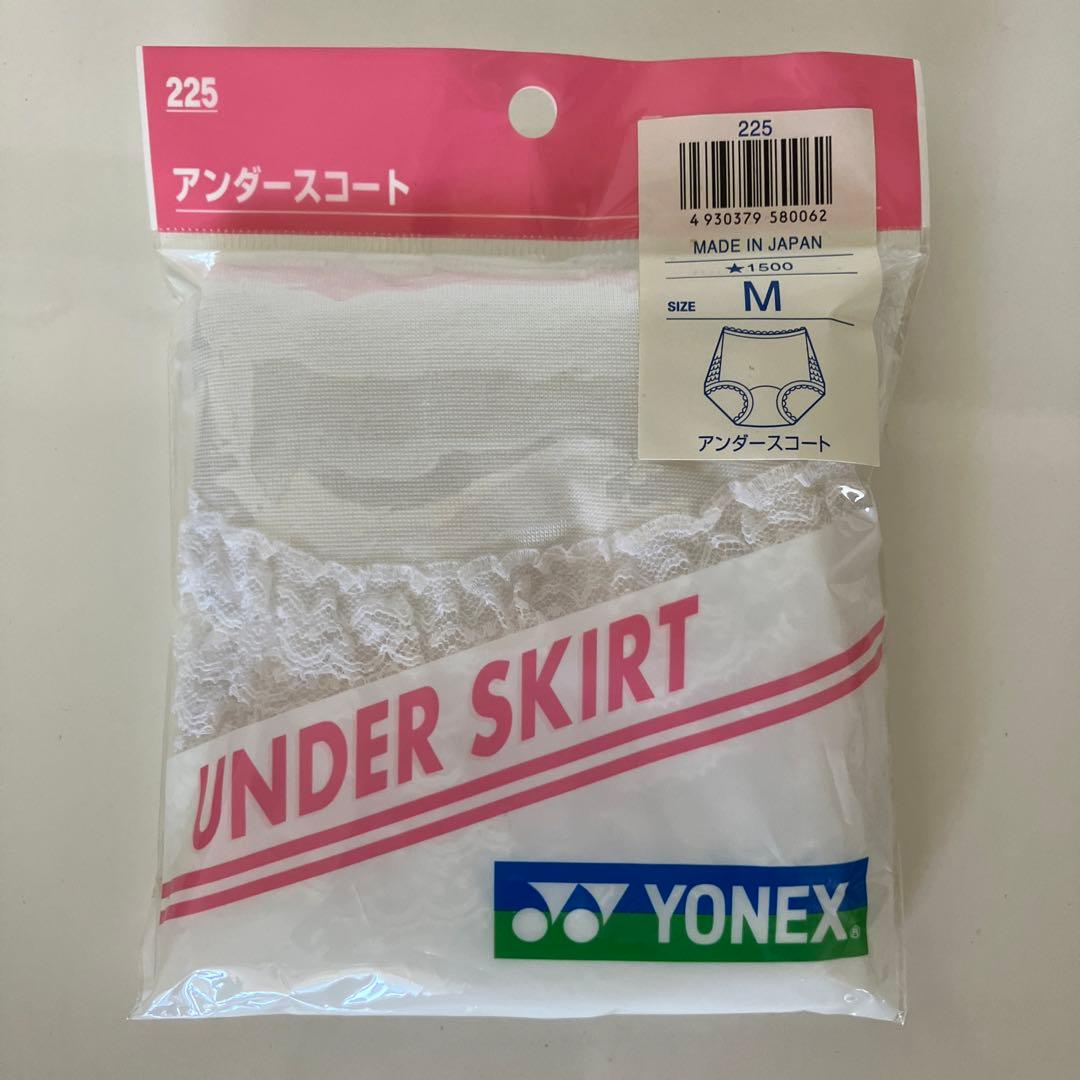 225
アンダースコート
225
4 930379 580062
MADE IN JAPAN
★1500
SIZE M
アンダースコート
UNDER SKIRT
YONEX®